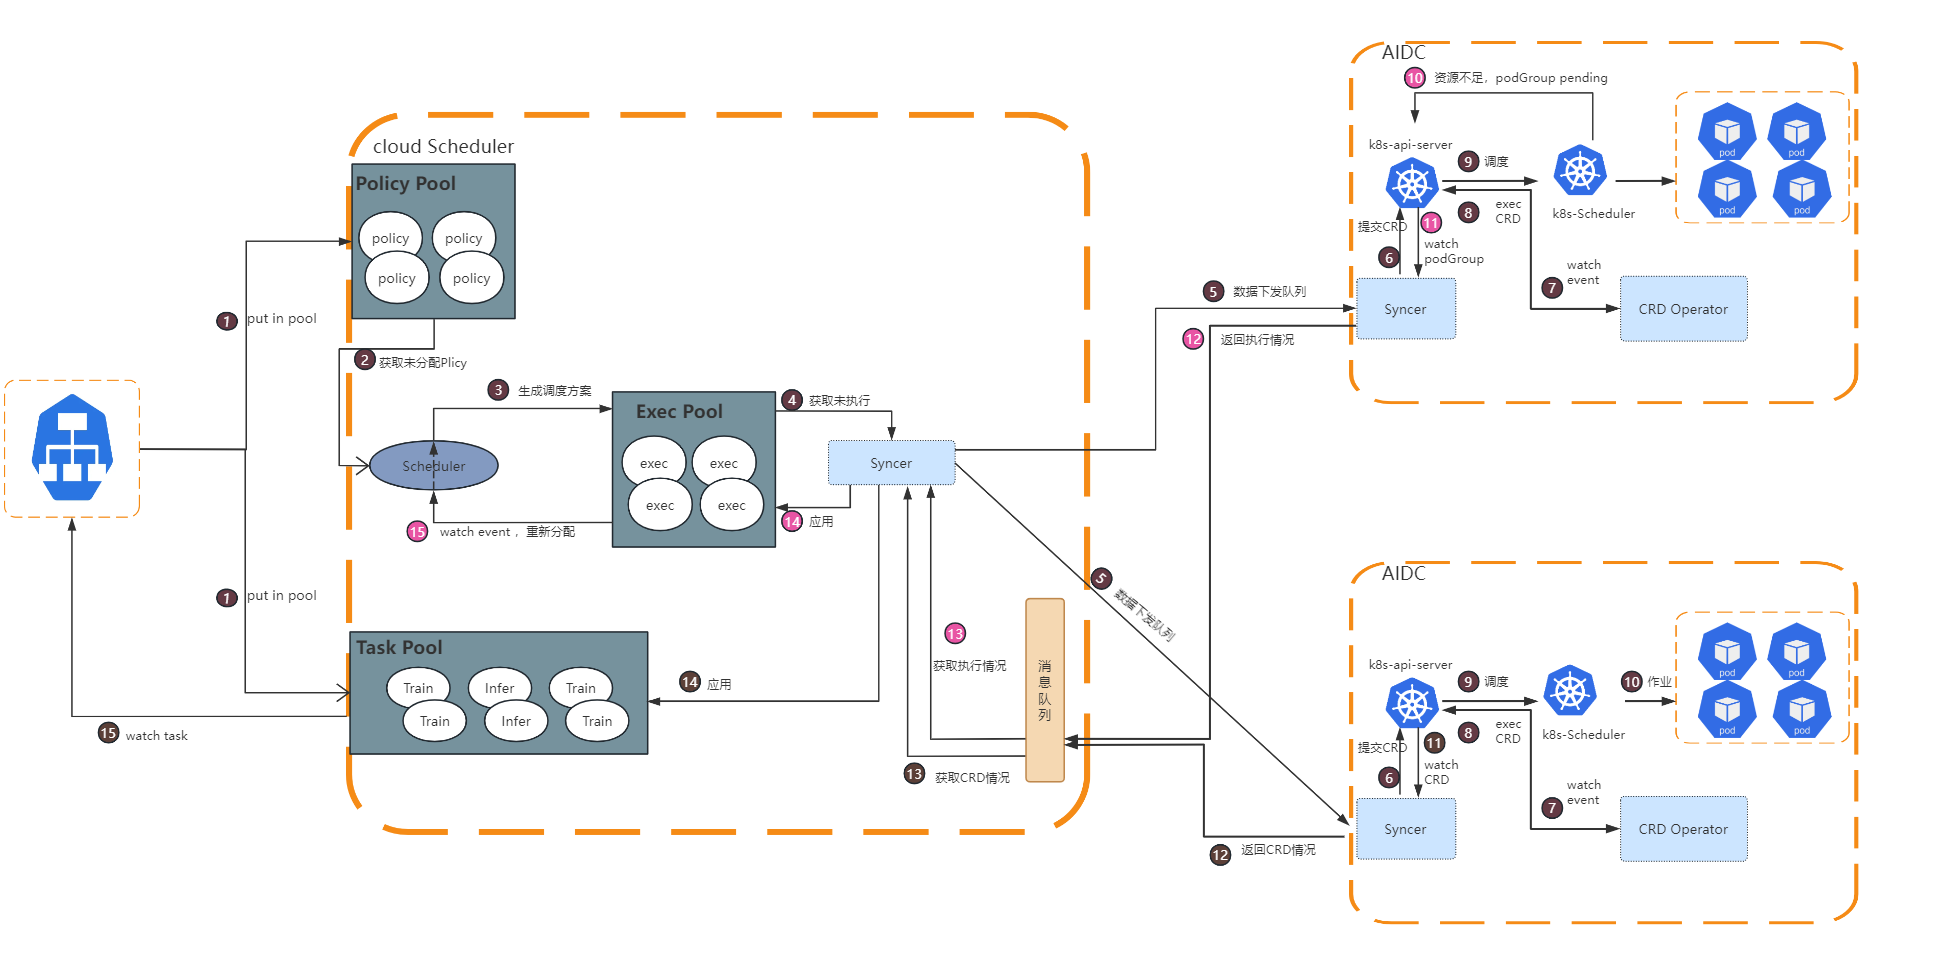 cloud Scheduler
Policy Pool
policy
policy
policy
policy
1
put in pool
2
获取未分配Plicy
3
生成调度方案
Exec Pool
exec
exec
exec
exec
4
获取未执行
Scheduler
Syncer
14
应用
15
watch event ，重新分配
1
put in pool
Task Pool
Train
Infer
Train
Train
Infer
Train
14
应用
15
watch task
13
获取执行情况
消
息
队
列
13
获取CRD情况
5
数据下发队列
12
返回执行情况
5
数据下发队列
12
返回CRD情况
AIDC
10
资源不足，podGroup pending
k8s-api-server
9
调度
8
exec
CRD
k8s-Scheduler
pod
pod
pod
pod
提交CRD
11
watch
podGroup
6
7
watch
event
Syncer
CRD Operator
AIDC
k8s-api-server
9
调度
10
作业
8
exec
CRD
k8s-Scheduler
pod
pod
pod
pod
提交CRD
11
watch
CRD
6
7
watch
event
Syncer
CRD Operator